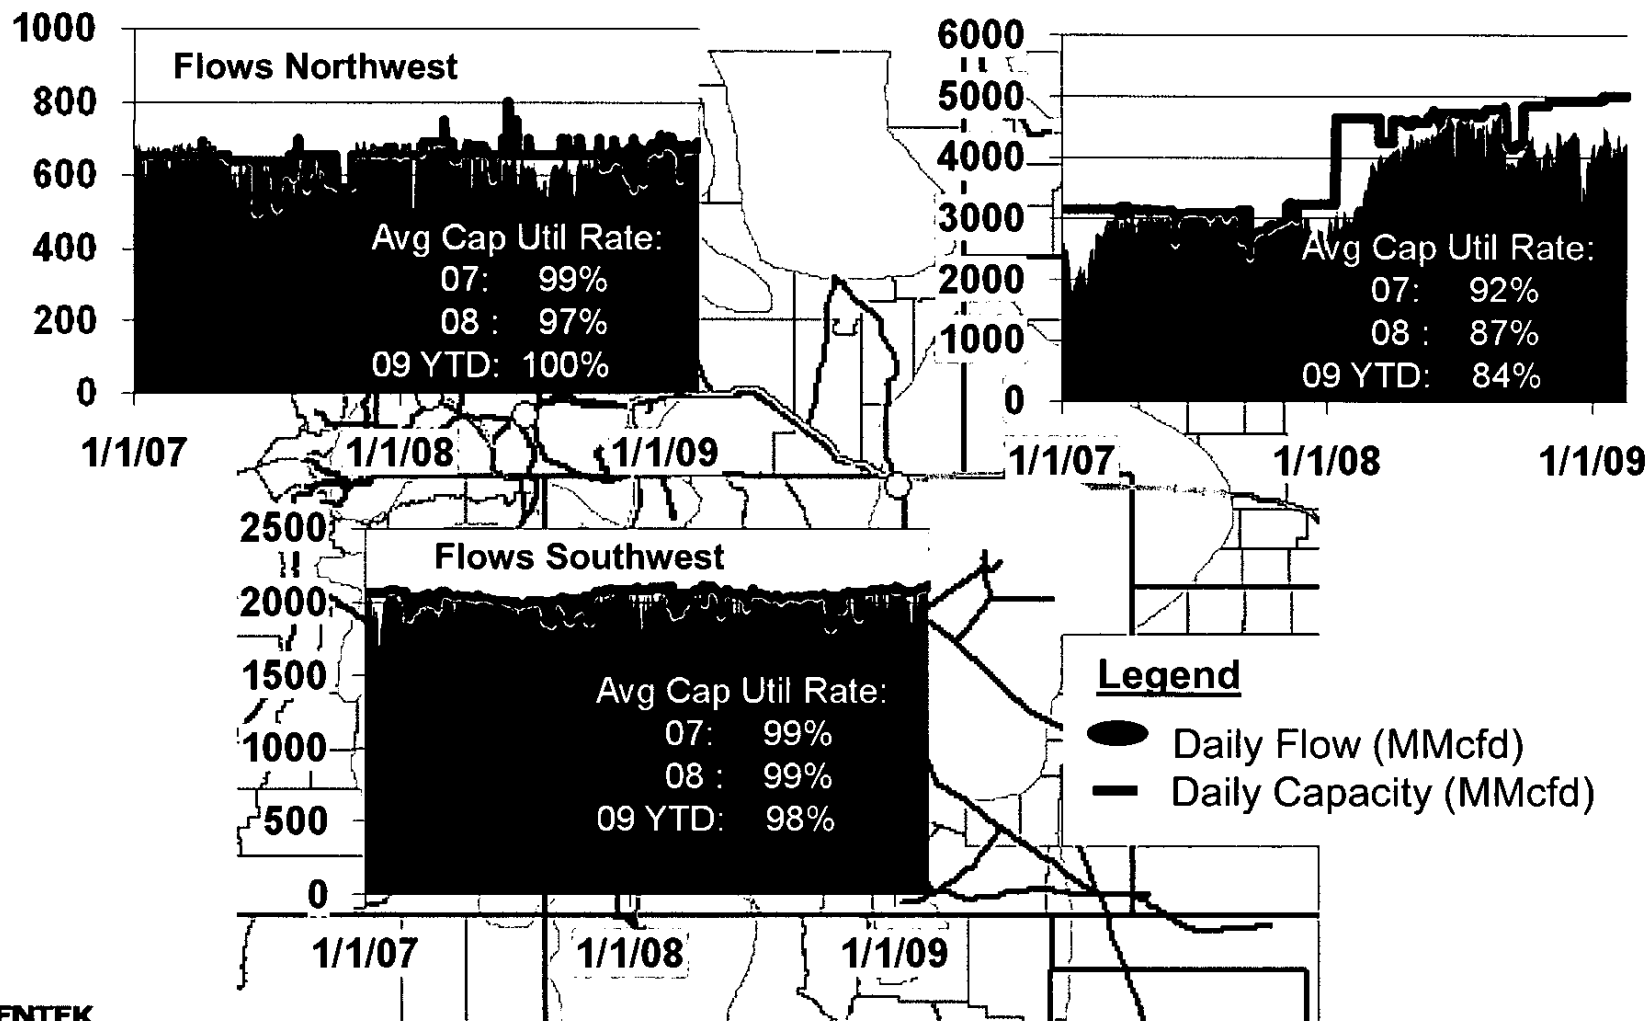 1000
Flows Northwest
800
600
400
200
0
Avg Cap Util Rate:
07: 99%
08 : 97%
09 YTD: 100%
1/1/07 1/1/08 1/1/09
6000
5000
4000
3000
2000
1000
0
Avg Cap Util Rate:
07: 92%
08 : 87%
09 YTD: 84%
1/1/07 1/1/08 1/1/09
2500
Flows Southwest
2000
1500
1000
500
0
Avg Cap Util Rate:
07: 99%
08 : 99%
09 YTD: 98%
1/1/07 1/1/08 1/1/09
Legend
Daily Flow (MMcfd)
Daily Capacity (MMcfd)